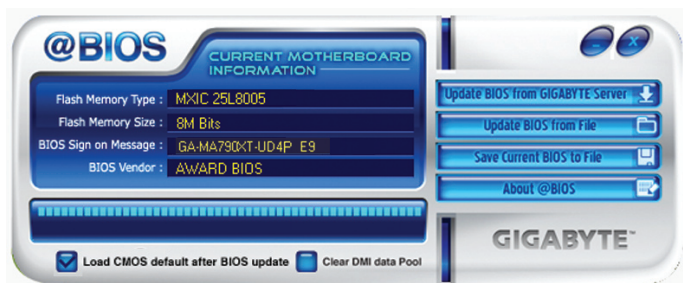 @BIOS
CURRENT MOTHERBOARD
INFORMATION
Flash Memory Type : MXIC 25L8005
Flash Memory Size : 8M Bits
BIOS Sign on Message : GA-MA790XT-UD4P E9
BIOS Vendor : AWARD BIOS
Load CMOS default after BIOS update
Clear DMI data Pool
Update BIOS from GIGABYTE Server
Update BIOS from File
Save Current BIOS to File
About @BIOS
GIGABYTE™